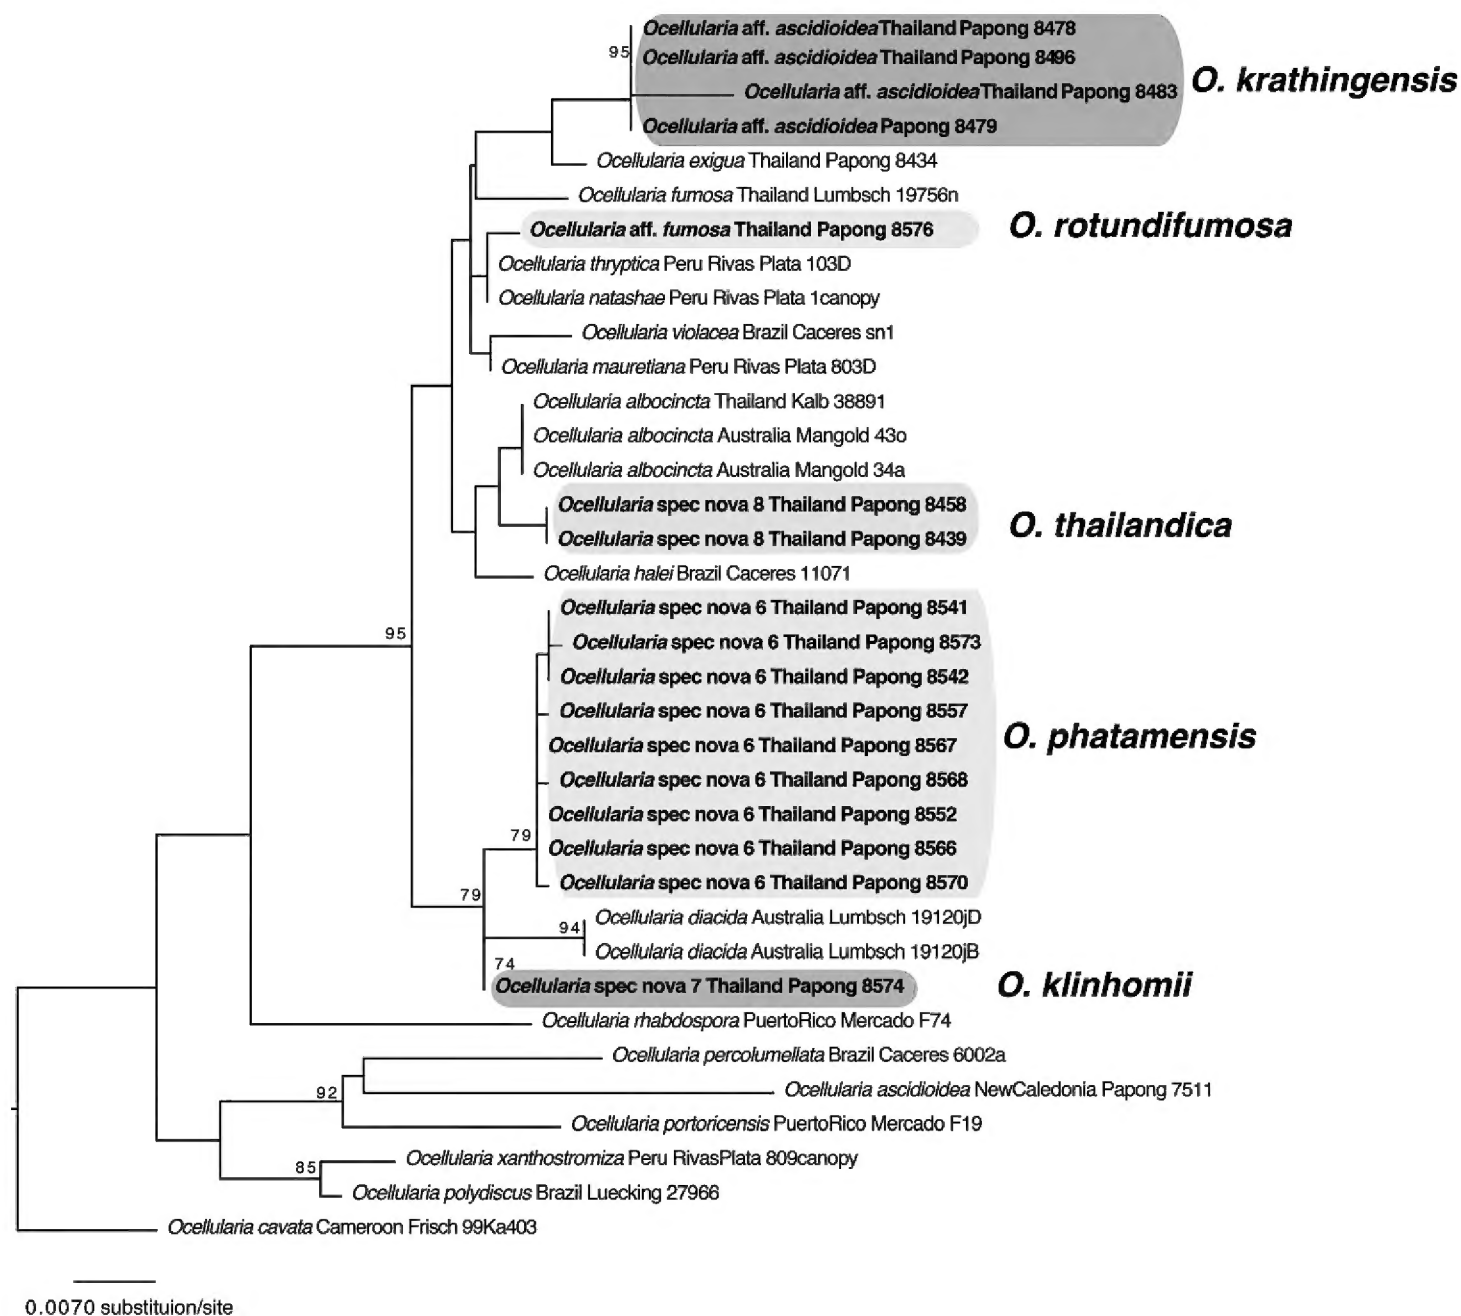 Ocellularia aff. ascidioidea Thailand Papong 8478
95
Ocellularia aff. ascidioidea Thailand Papong 8496
O. krathingensis
Ocellularia aff. ascidioidea Thailand Papong 8483
Ocellularia aff. ascidioidea Papong 8479
Ocellularia exigua Thailand Papong 8434
Ocellularia fumosa Thailand Lumbsch 19756n
Ocellularia aff. fumosa Thailand Papong 8576
O. rotundifumosa
Ocellularia thryptica Peru Rivas Plata 103D
Ocellularia natashae Peru Rivas Plata 1canopy
Ocellularia violacea Brazil Caceres sn1
Ocellularia mauretiana Peru Rivas Plata 803D
Ocellularia albocincta Thailand Kalb 38891
Ocellularia albocincta Australia Mangold 43o
Ocellularia albocincta Australia Mangold 34a
Ocellularia spec nova 8 Thailand Papong 8458
O. thailandica
Ocellularia spec nova 8 Thailand Papong 8439
Ocellularia halei Brazil Caceres 11071
Ocellularia spec nova 6 Thailand Papong 8541
95
Ocellularia spec nova 6 Thailand Papong 8573
Ocellularia spec nova 6 Thailand Papong 8542
Ocellularia spec nova 6 Thailand Papong 8557
O. phatamensis
Ocellularia spec nova 6 Thailand Papong 8567
Ocellularia spec nova 6 Thailand Papong 8568
Ocellularia spec nova 6 Thailand Papong 8552
79
Ocellularia spec nova 6 Thailand Papong 8566
Ocellularia spec nova 6 Thailand Papong 8570
79
Ocellularia diacida Australia Lumbsch 19120jD
94
Ocellularia diacida Australia Lumbsch 19120jB
74
Ocellularia spec nova 7 Thailand Papong 8574
O. klinhomii
Ocellularia rhabdospora PuertoRico Mercado F74
Ocellularia percolumellata Brazil Caceres 6002a
92
Ocellularia ascidioidea NewCaledonia Papong 7511
Ocellularia portoricensis PuertoRico Mercado F19
85
Ocellularia xanthostromiza Peru RivasPlata 809canopy
Ocellularia polydiscus Brazil Luecking 27966
Ocellularia cavata Cameroon Frisch 99Ka403
0.0070 substituion/site